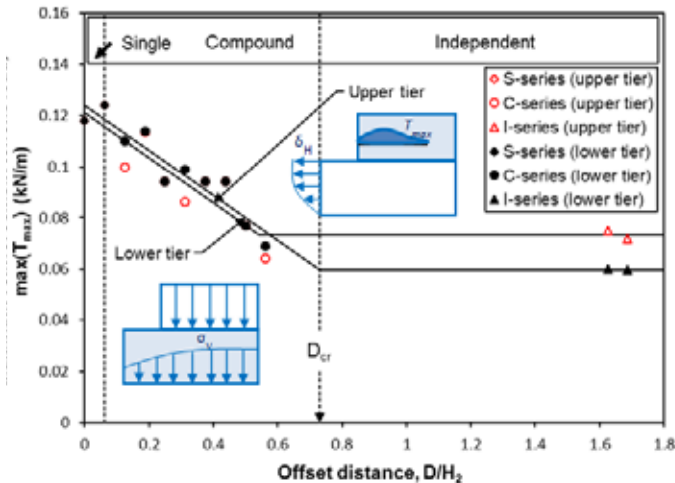 0.16
0.14
0.12
0.1
0.08
0.06
0.04
0.02
0
max(Tmax) (kN/m)
Single
Compound
Independent
S-series (upper tier)
C-series (upper tier)
I-series (upper tier)
S-series (lower tier)
C-series (lower tier)
I-series (lower tier)
Upper tier
Tmax
δH
Lower tier
σv
Dcr
0 0.2 0.4 0.6 0.8 1 1.2 1.4 1.6 1.8
Offset distance, D/H₂